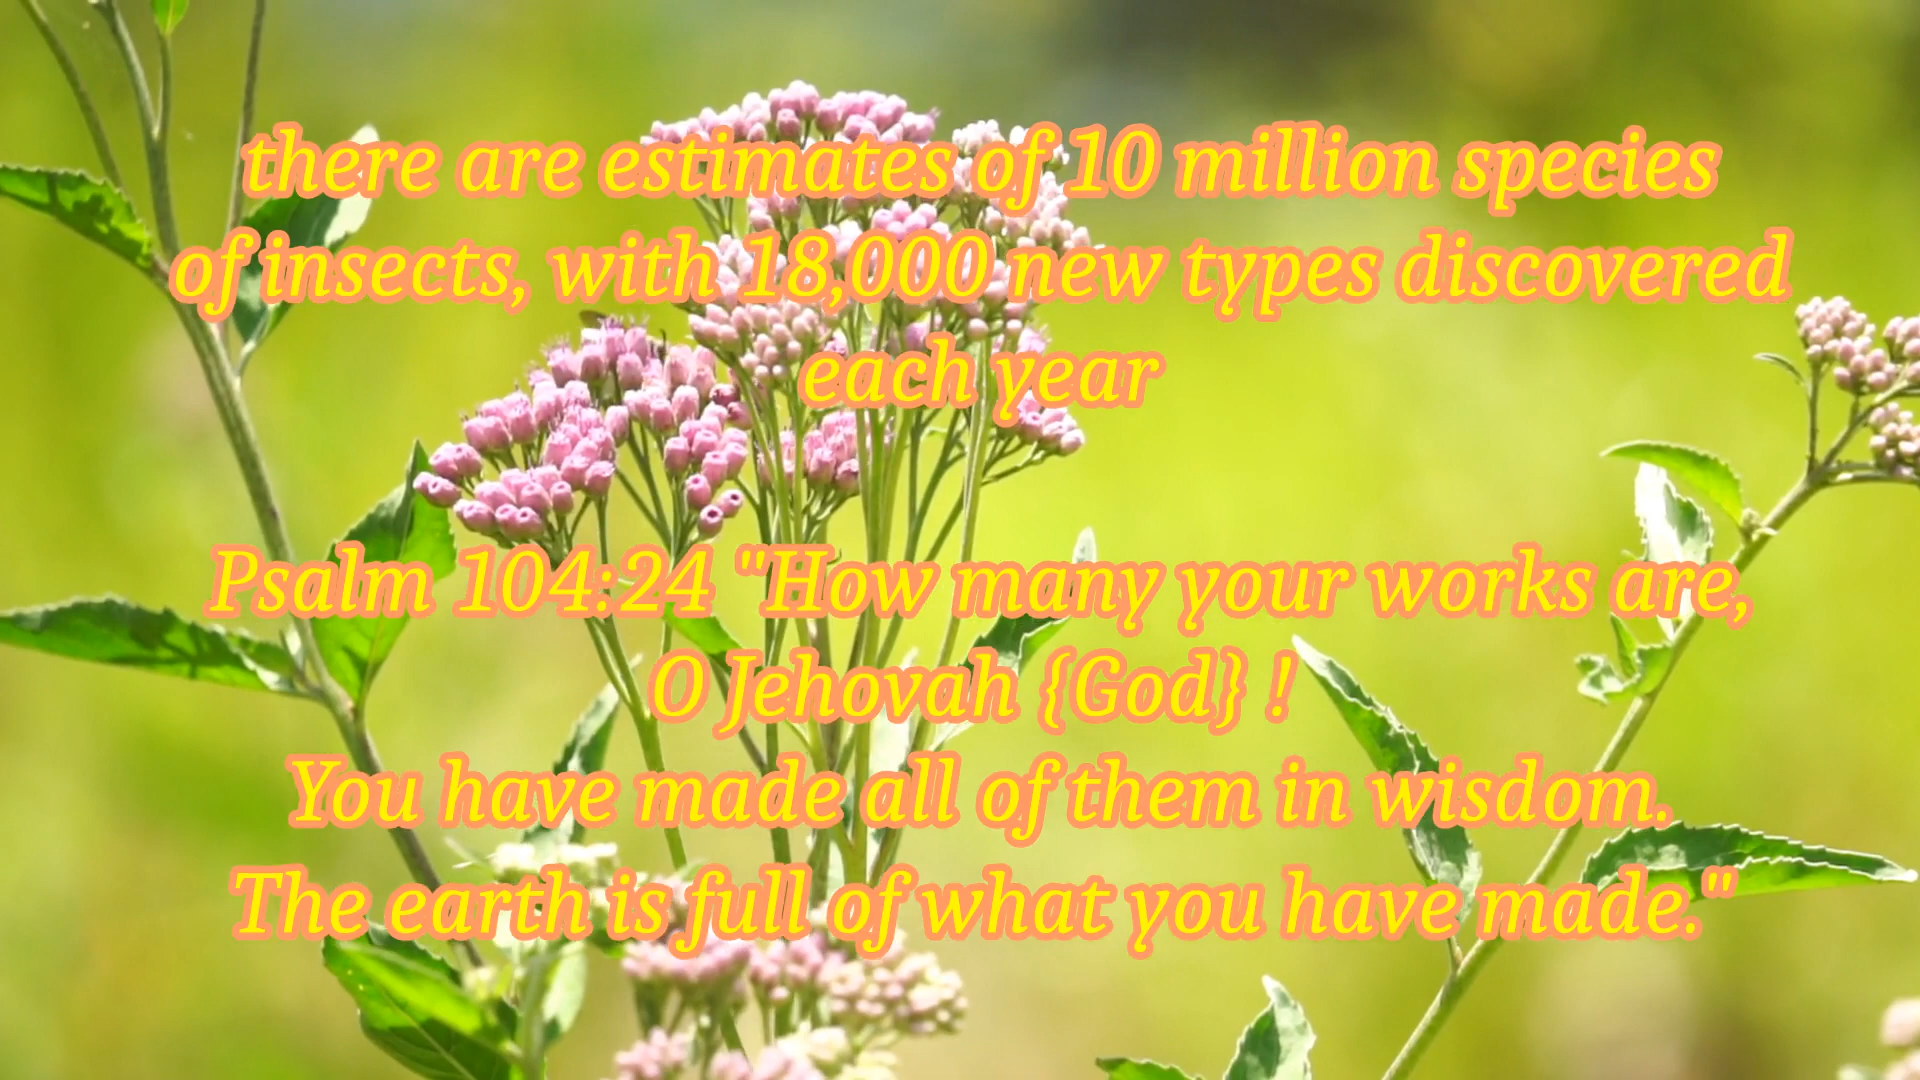 there are estimates of 10 million species
of insects, with 18,000 new types discovered
each year
Psalm 104:24 "How many your works are,
O Jehovah {God} !
You have made all of them in wisdom.
The earth is full of what you have made."